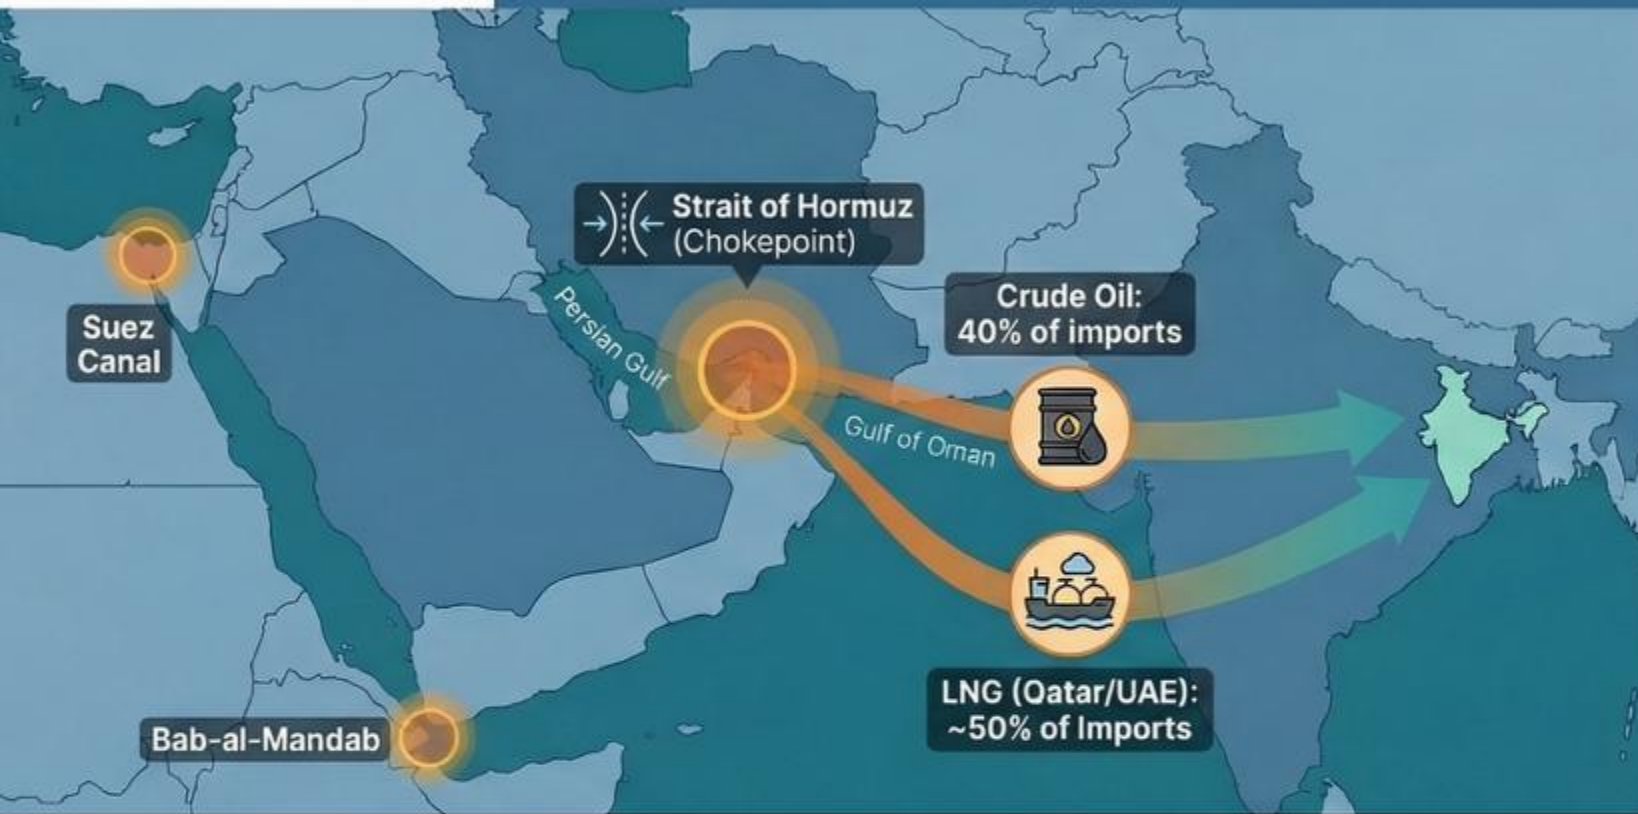 Strait of Hormuz
(Chokepoint)
Crude Oil:
40% of imports
Suez
Canal
Persian Gulf
Gulf of Oman
LNG (Qatar/UAE):
~50% of Imports
Bab-al-Mandab